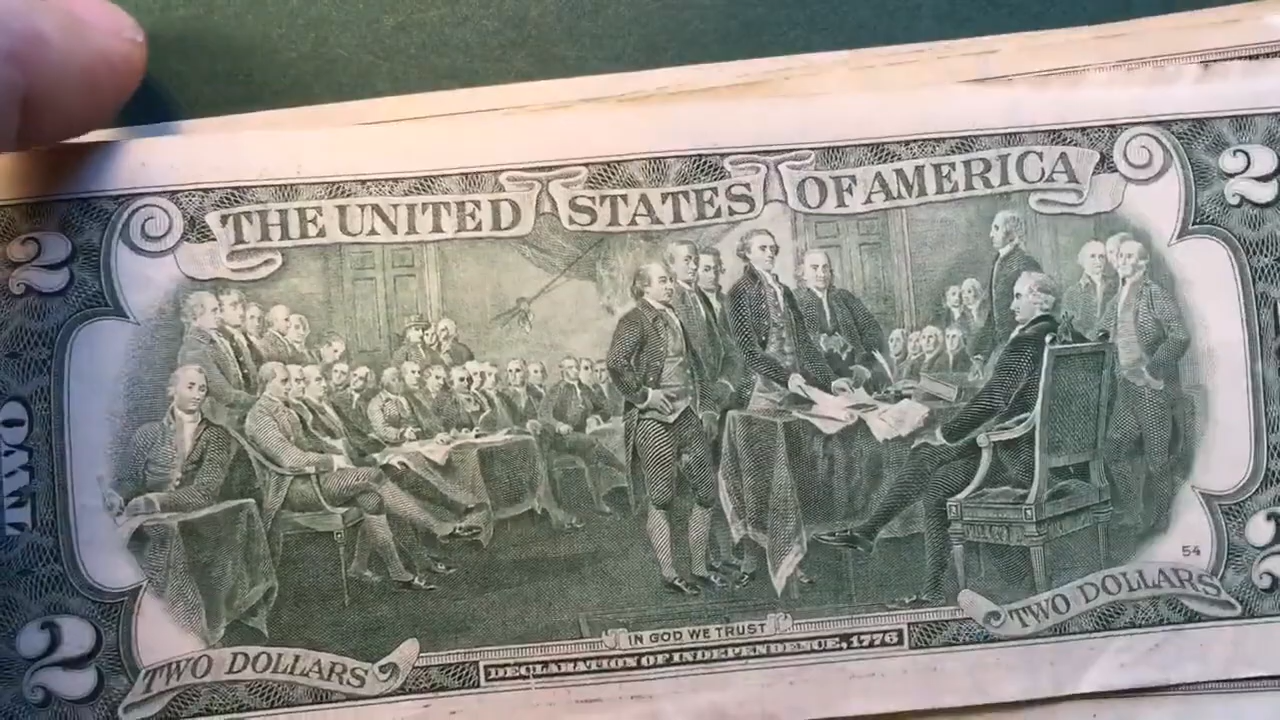 THE UNITED STATES OF AMERICA
2
2
TWO
54
2
2
TWO DOLLARS
IN GOD WE TRUST
DECLARATION OF INDEPENDENCE, 1776
TWO DOLLARS